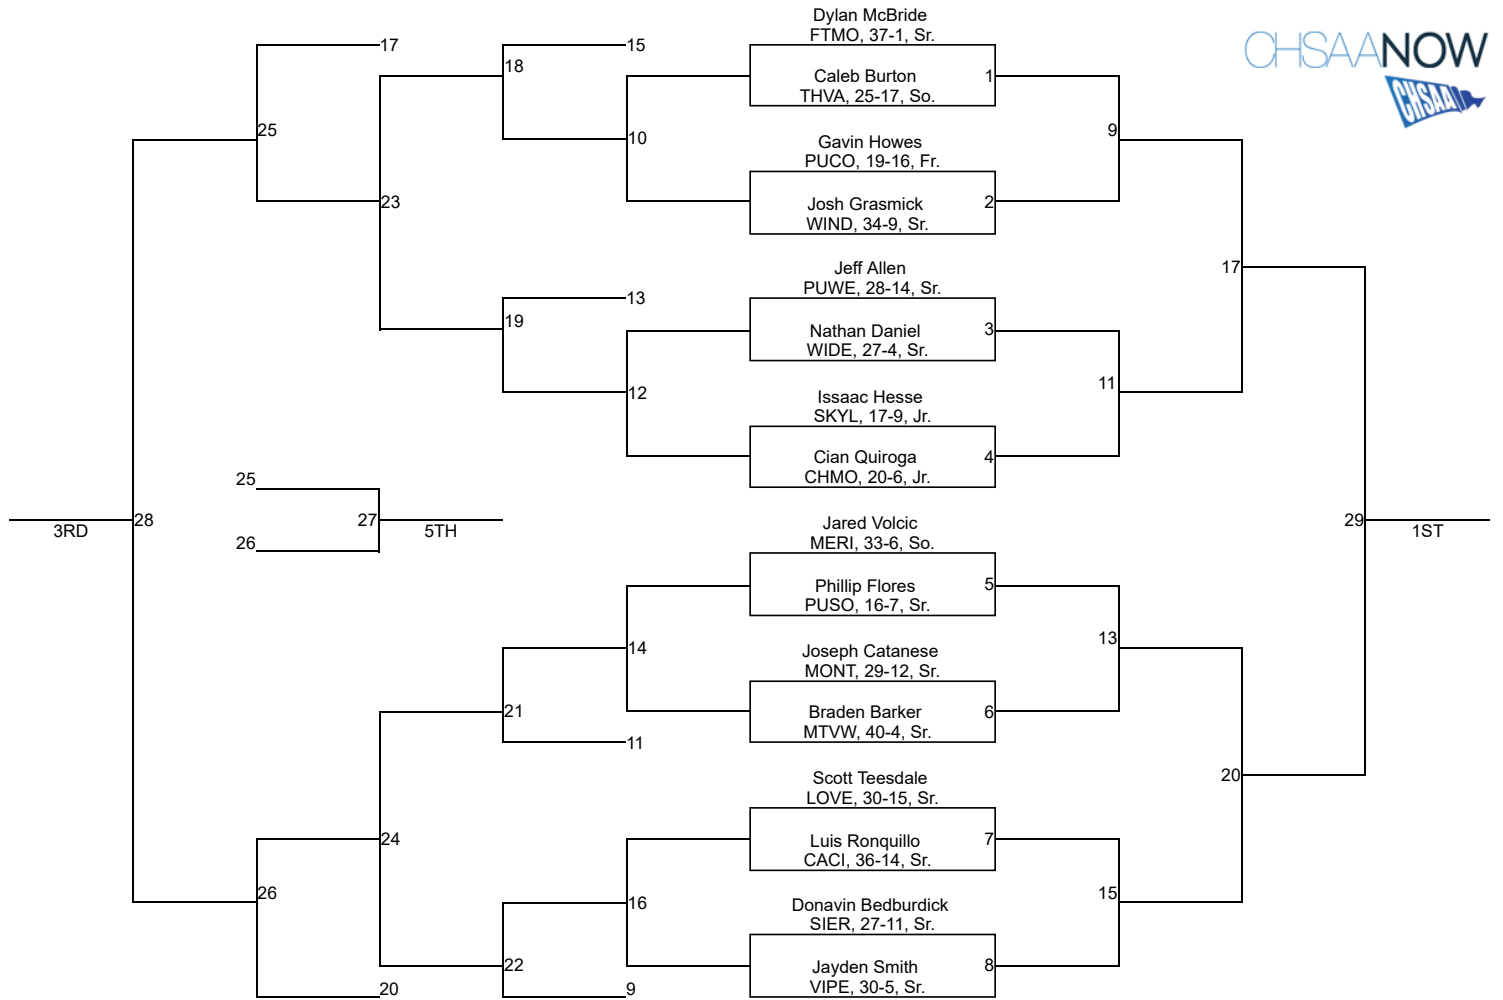 Dylan McBride
FTMO, 37-1, Sr.
CHSAANOW
CHSAA
17
15
18
Caleb Burton
1
THVA, 25-17, So.
25
10
9
Gavin Howes
PUCO, 19-16, Fr.
23
Josh Grasmick
2
WIND, 34-9, Sr.
Jeff Allen
17
PUWE, 28-14, Sr.
13
19
Nathan Daniel
3
WIDE, 27-4, Sr.
12
11
Issaac Hesse
SKYL, 17-9, Jr.
Cian Quiroga
4
CHMO, 20-6, Jr.
25
28
27
29
3RD
5TH
1ST
26
Jared Volcic
MERI, 33-6, So.
Phillip Flores
5
PUSO, 16-7, Sr.
14
13
Joseph Catanese
MONT, 29-12, Sr.
21
Braden Barker
6
MTVW, 40-4, Sr.
11
Scott Teesdale
20
LOVE, 30-15, Sr.
24
Luis Ronquillo
7
CACI, 36-14, Sr.
26
16
15
Donavin Bedburdick
SIER, 27-11, Sr.
22
Jayden Smith
8
VIPE, 30-5, Sr.
20
9